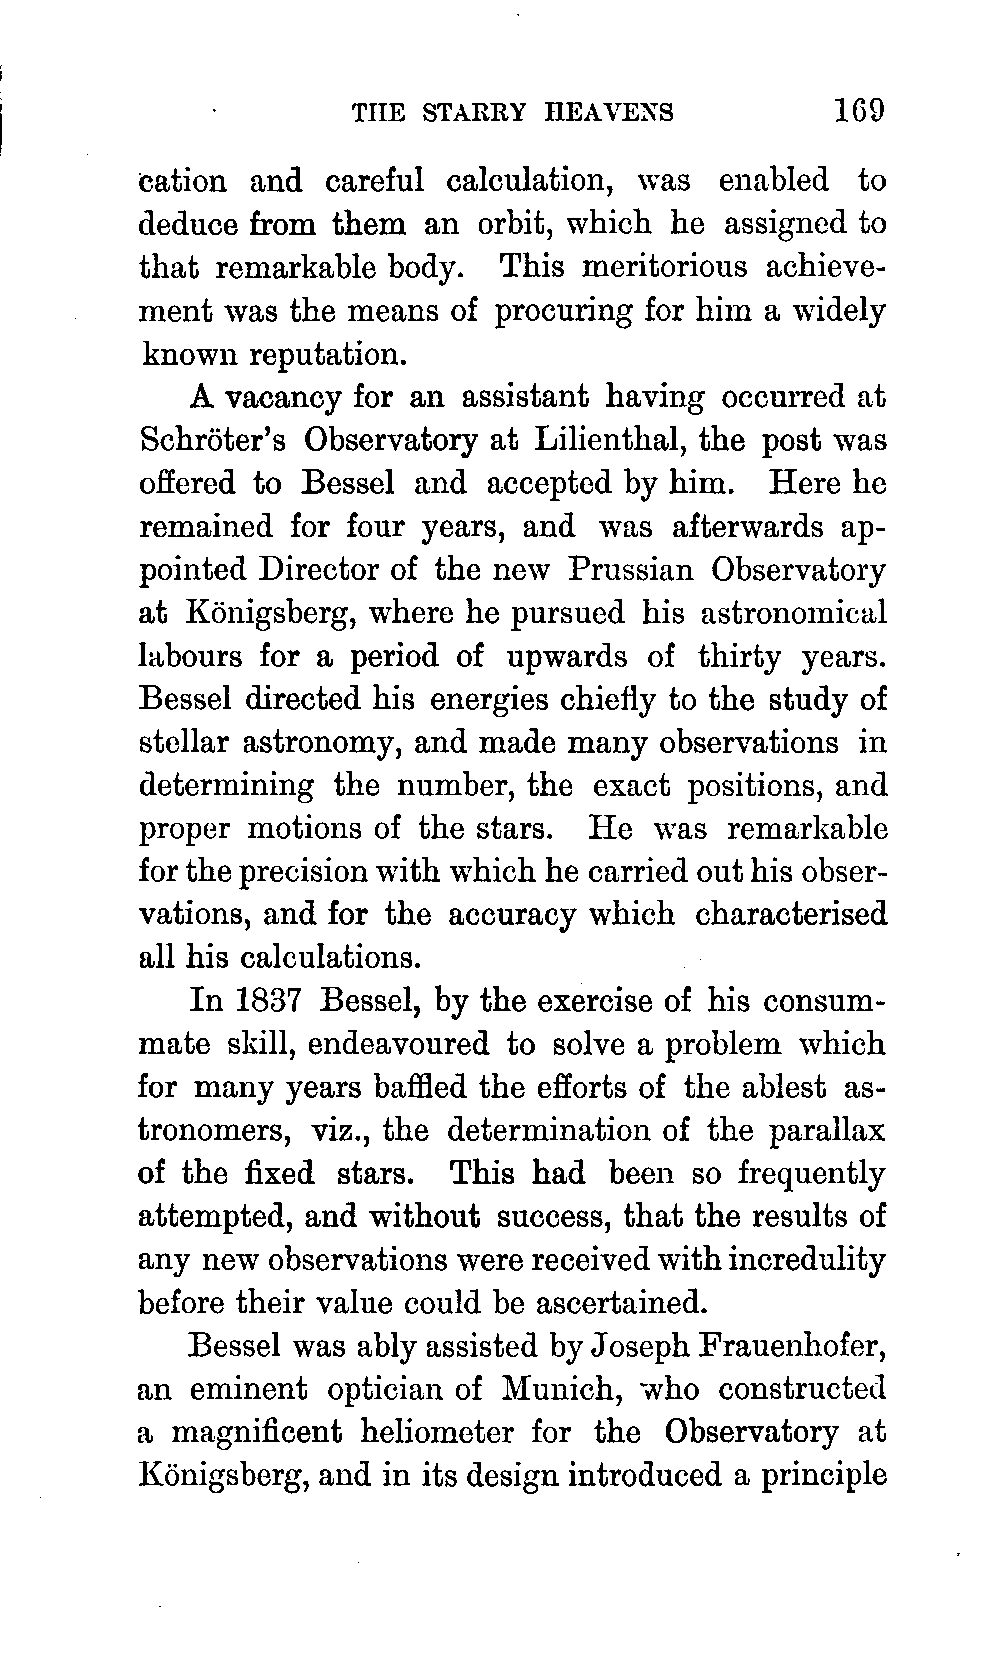 THE STARRY HEAVENS 169
cation and careful calculation, was enabled to
deduce from them an orbit, which he assigned to
that remarkable body. This meritorious achieve-
ment was the means of procuring for him a widely
known reputation.
A vacancy for an assistant having occurred at
Schröter's Observatory at Lilienthal, the post was
offered to Bessel and accepted by him. Here he
remained for four years, and was afterwards ap-
pointed Director of the new Prussian Observatory
at Königsberg, where he pursued his astronomical
labours for a period of upwards of thirty years.
Bessel directed his energies chiefly to the study of
stellar astronomy, and made many observations in
determining the number, the exact positions, and
proper motions of the stars. He was remarkable
for the precision with which he carried out his obser-
vations, and for the accuracy which characterised
all his calculations.
In 1837 Bessel, by the exercise of his consum-
mate skill, endeavoured to solve a problem which
for many years baffled the efforts of the ablest as-
tronomers, viz., the determination of the parallax
of the fixed stars. This had been so frequently
attempted, and without success, that the results of
any new observations were received with incredulity
before their value could be ascertained.
Bessel was ably assisted by Joseph Frauenhofer,
an eminent optician of Munich, who constructed
a magnificent heliometer for the Observatory at
Königsberg, and in its design introduced a principle